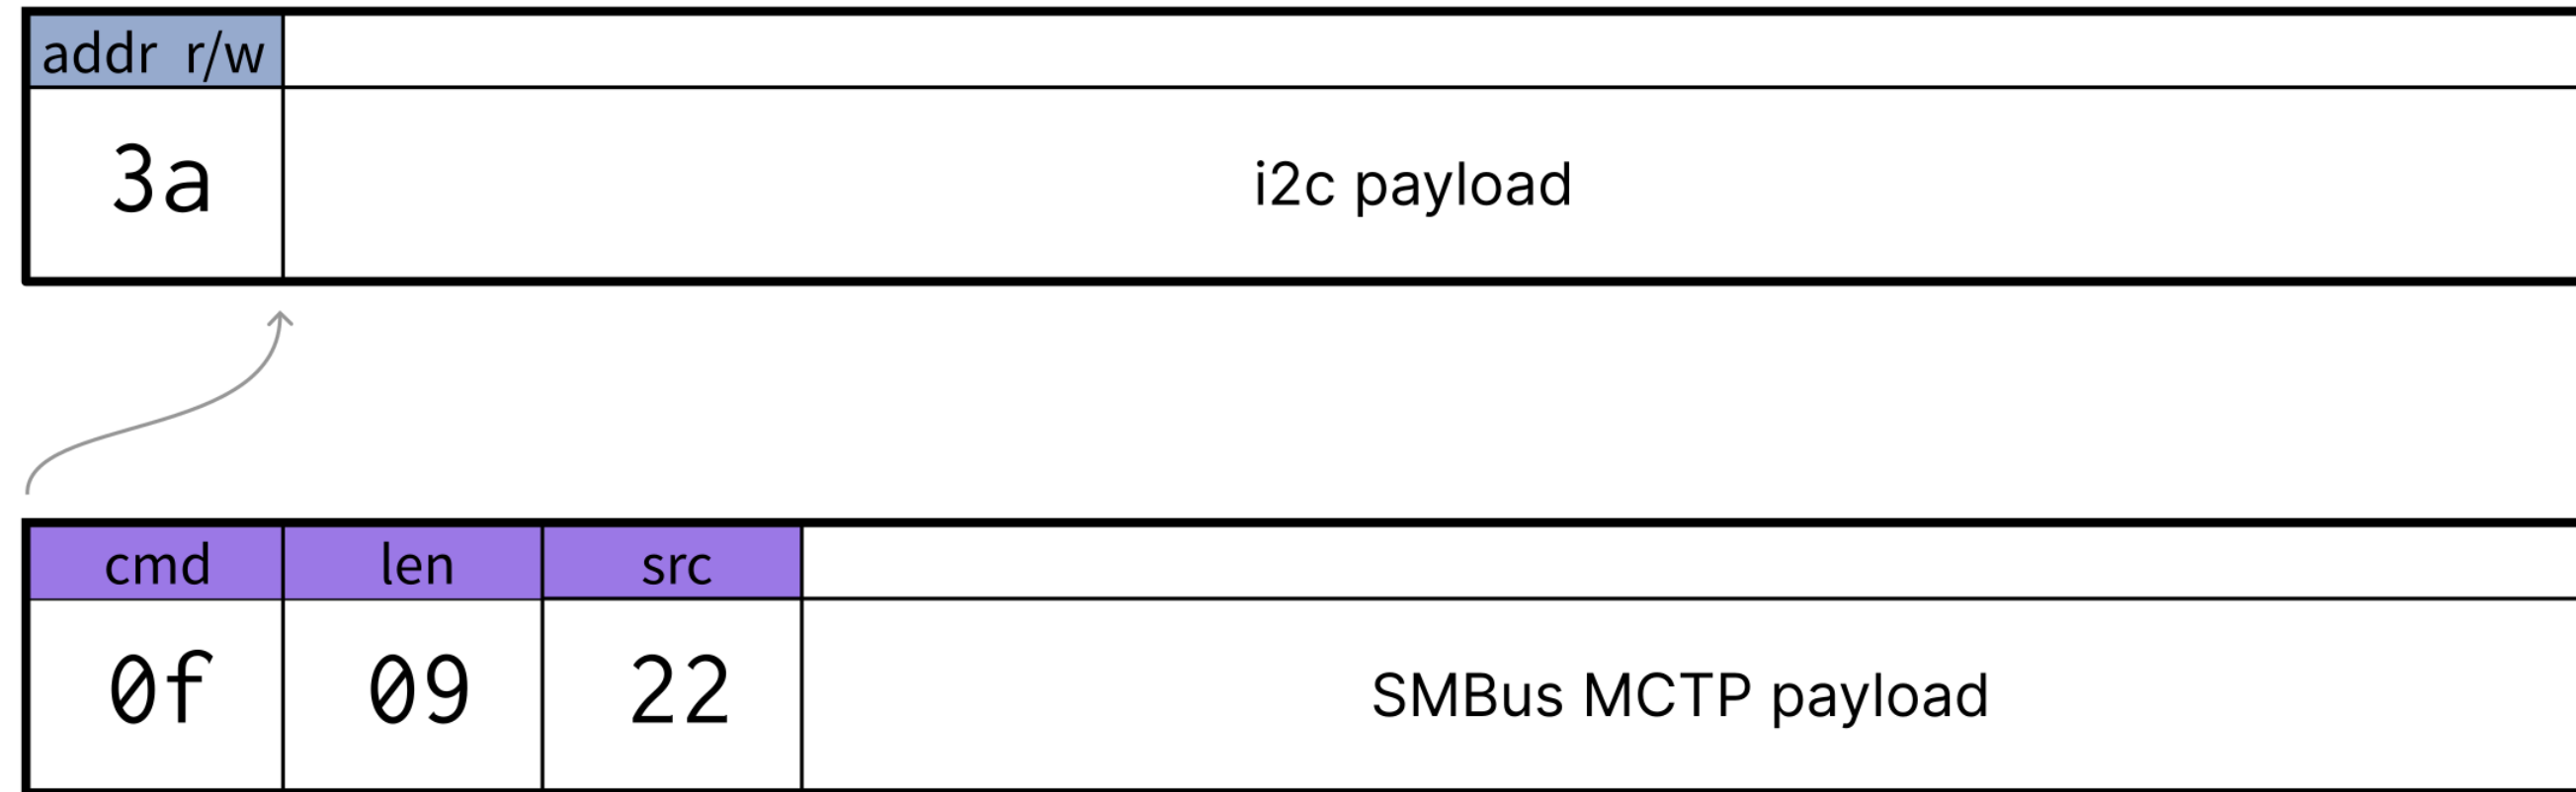 addr r/w
3a
i2c payload
cmd len src
0f 09 22
SMBus MCTP payload